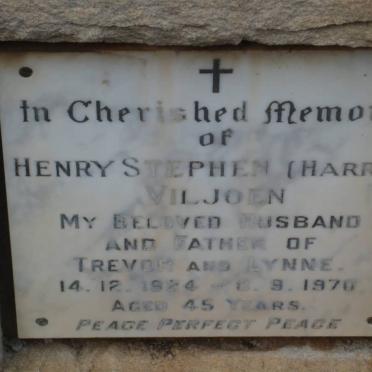 In Cherished Memo
of
HENRY STEPHEN (HARR
VILJOEN
MY BELOVED HUSBAND
AND FATHER OF
TREVOR AND LYNNE.
14.12.1924 - 8.9.1970
AGED 45 YEARS.
PEACE PERFECT PEACE